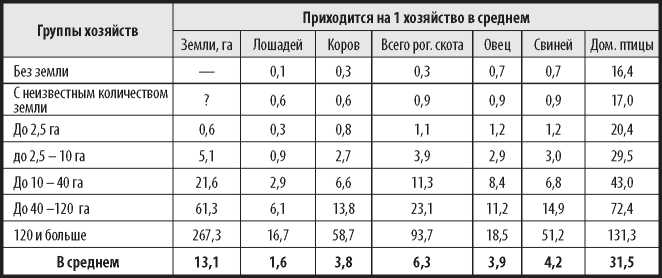 Группы хозяйств | Приходится на 1 хозяйство в среднем
Земли, га | Лошадей | Коров | Всего рог. скота | Овец | Свиней | Дом. птицы
Без земли | — | 0,1 | 0,3 | 0,3 | 0,7 | 0,7 | 16,4
С неизвестным количеством
земли | ? | 0,6 | 0,6 | 0,9 | 0,9 | 0,9 | 17,0
До 2,5 га | 0,6 | 0,3 | 0,8 | 1,1 | 1,2 | 1,2 | 20,4
до 2,5 – 10 га | 5,1 | 0,9 | 2,7 | 3,9 | 2,9 | 3,0 | 29,5
До 10 – 40 га | 21,6 | 2,9 | 6,6 | 11,3 | 8,4 | 6,8 | 43,0
До 40 –120 га | 61,3 | 6,1 | 13,8 | 23,1 | 11,2 | 14,9 | 72,4
120 и больше | 267,3 | 16,7 | 58,7 | 93,7 | 18,5 | 51,2 | 131,3
В среднем | 13,1 | 1,6 | 3,8 | 6,3 | 3,9 | 4,2 | 31,5